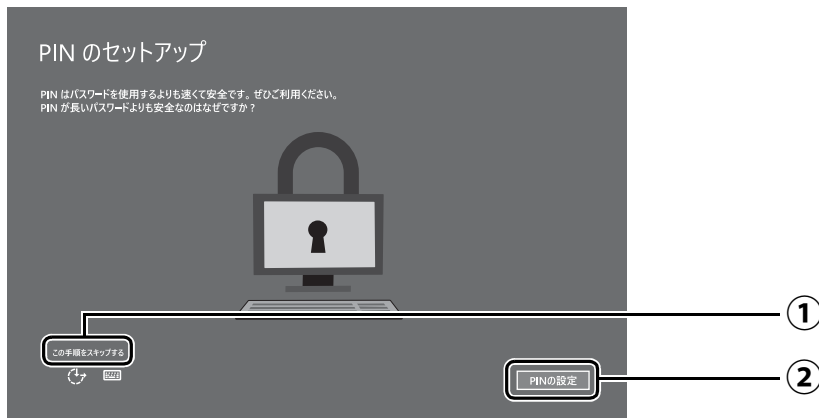 PIN のセットアップ
PIN はパスワードを使用するよりも速くて安全です。ぜひご利用ください。
PIN が長いパスワードよりも安全なのはなぜですか?
この手順をスキップする
①
PINの設定
②